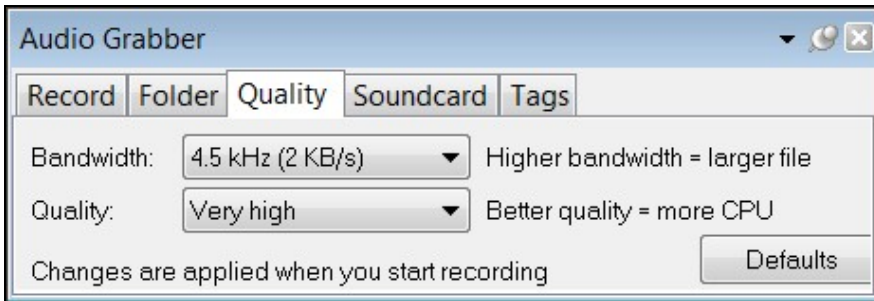 Audio Grabber
Record Folder Quality Soundcard Tags
Bandwidth: 4.5 kHz (2 KB/s) Higher bandwidth = larger file
Quality: Very high Better quality = more CPU
Changes are applied when you start recording Defaults